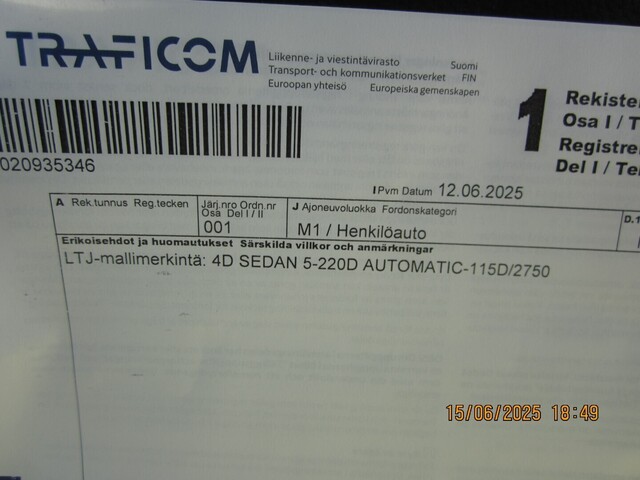 TRAFICOM
Liikenne- ja viestintävirasto Suomi
Transport- och kommunikationsverket FIN
Euroopan yhteisö Europeiska gemenskapen
1
Rekiste
Osa I / T
Registre
Del I / Te
020935346
I Pvm Datum 12.06.2025
A Rek.tunnus Reg.tecken
Järj.nro Ordn.nr
Osa Del I / II
001
J Ajoneuvoluokka Fordonskategori
M1 / Henkilöauto
D.1
Erikoisehdot ja huomautukset Särskilda villkor och anmärkningar
LTJ-mallimerkintä: 4D SEDAN 5-220D AUTOMATIC-115D/2750
15/06/2025 18:49